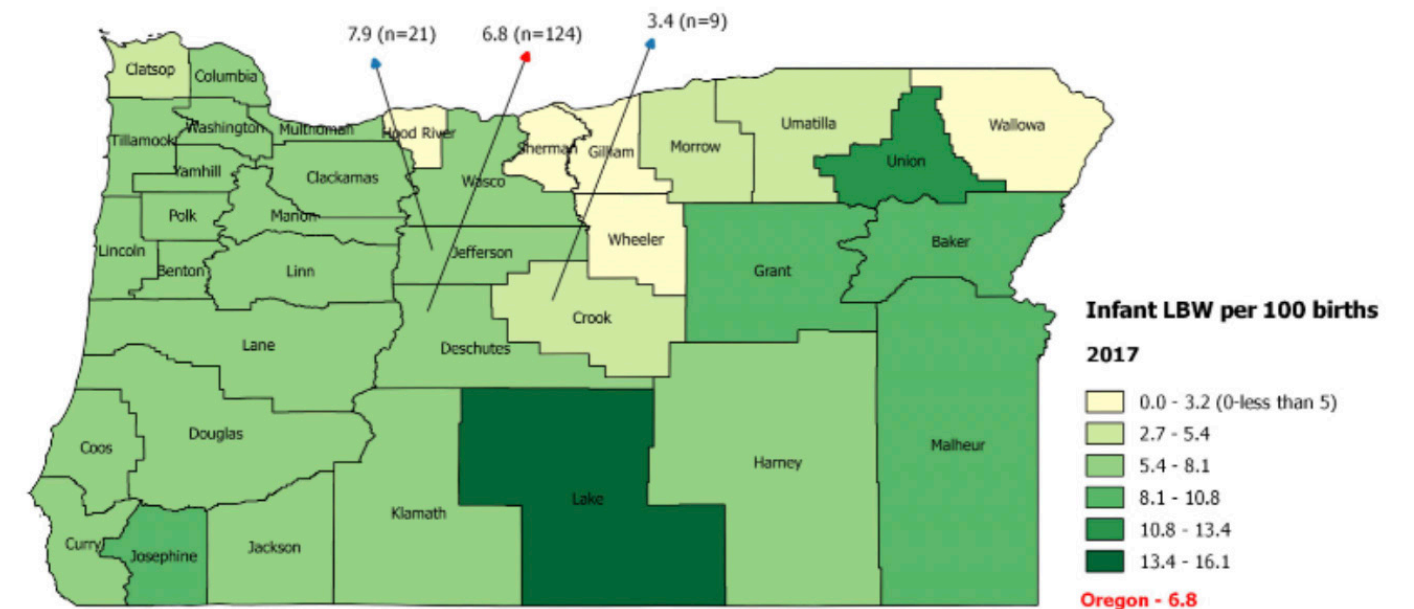 7.9 (n=21)
6.8 (n=124)
3.4 (n=9)
Clatsop
Columbia
Tillamook
Washington
Multnomah
Hood River
Sherman
Gilliam
Morrow
Umatilla
Wallowa
Union
Yamhill
Clackamas
Wasco
Polk
Marion
Lincoln
Benton
Linn
Jefferson
Wheeler
Grant
Baker
Crook
Lane
Deschutes
Coos
Douglas
Harney
Malheur
Klamath
Lake
Curry
Josephine
Jackson
Infant LBW per 100 births
2017
0.0 - 3.2 (0-less than 5)
2.7 - 5.4
5.4 - 8.1
8.1 - 10.8
10.8 - 13.4
13.4 - 16.1
Oregon - 6.8